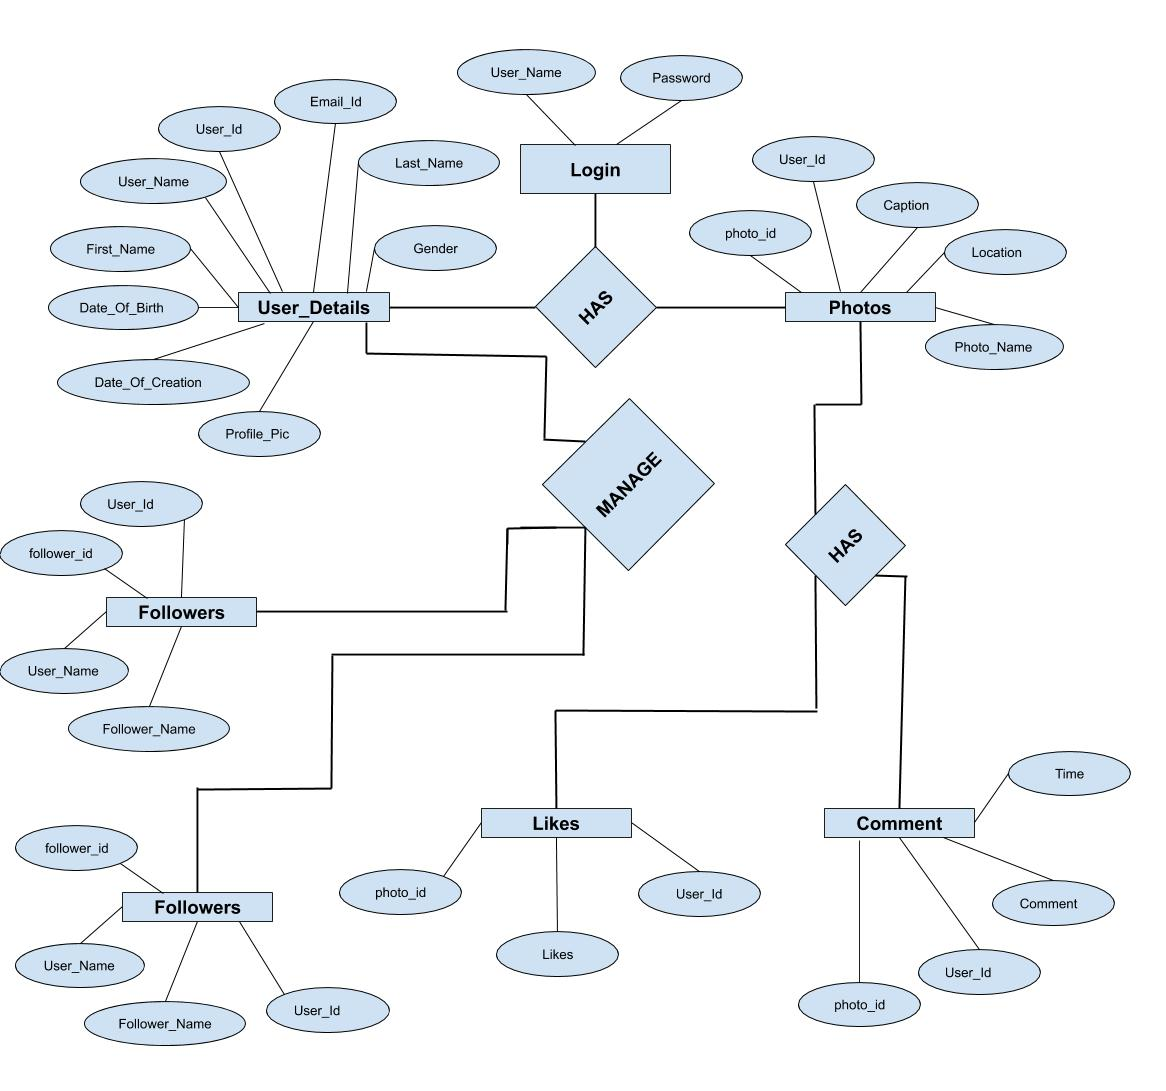 User_Name
Password
Email_Id
User_Id
Last_Name
User_Name
Login
User_Id
Caption
photo_id
First_Name
Gender
Location
Date_Of_Birth
User_Details
HAS
Photos
Photo_Name
Date_Of_Creation
Profile_Pic
MANAGE
User_Id
follower_id
HAS
Followers
User_Name
Follower_Name
Time
Likes
Comment
follower_id
photo_id
User_Id
Comment
Followers
User_Name
Likes
User_Id
Follower_Name
User_Id
photo_id